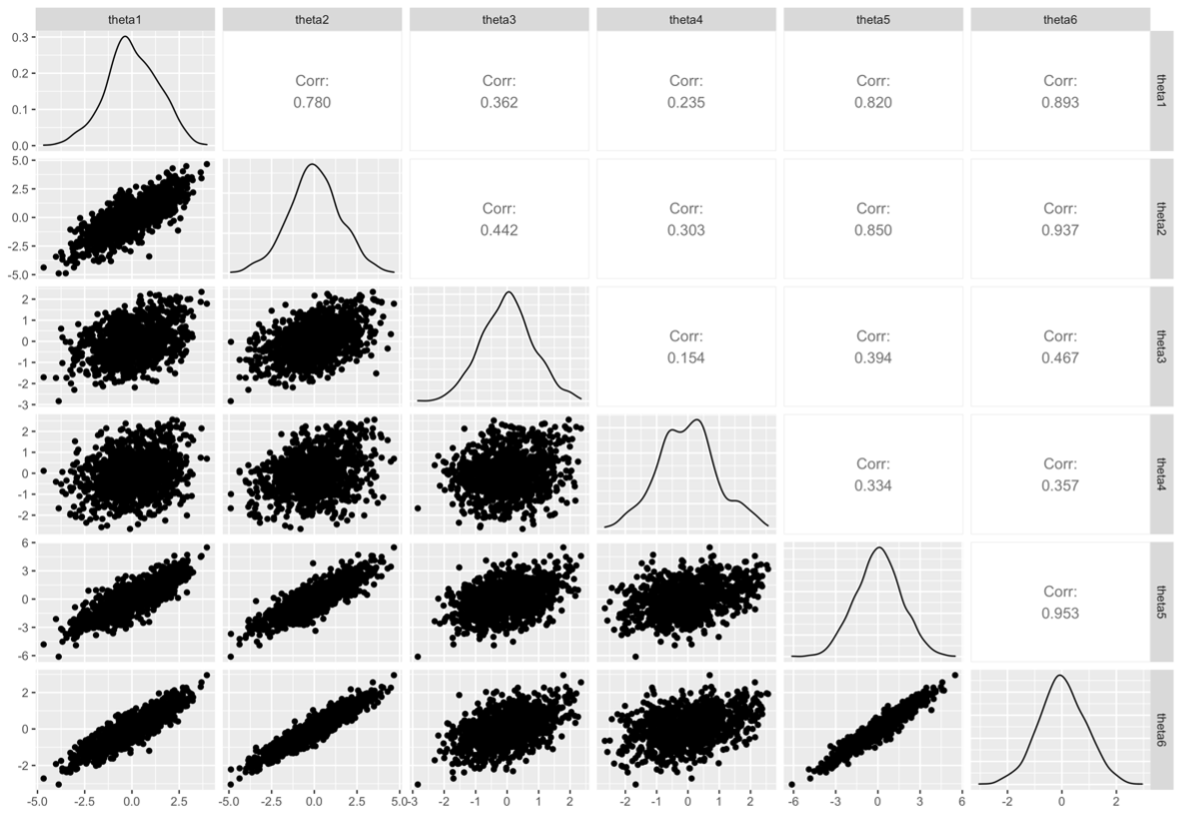 theta1 theta2 theta3 theta4 theta5 theta6
0.3
0.2
0.1
0.0
Corr:
0.780
Corr:
0.362
Corr:
0.235
Corr:
0.820
Corr:
0.893
theta1
5.0
2.5
0.0
-2.5
-5.0
Corr:
0.442
Corr:
0.303
Corr:
0.850
Corr:
0.937
theta2
2
1
0
-1
-2
-3
Corr:
0.154
Corr:
0.394
Corr:
0.467
theta3
2
1
0
-1
-2
Corr:
0.334
Corr:
0.357
theta4
6
3
0
-3
-6
Corr:
0.953
theta5
2
0
-2
theta6
-5.0 -2.5 0.0 2.5 -5.0 -2.5 0.0 2.5 5.0 -3 -2 -1 0 1 2 -2 -1 0 1 2 -6 -3 0 3 6 -2 0 2